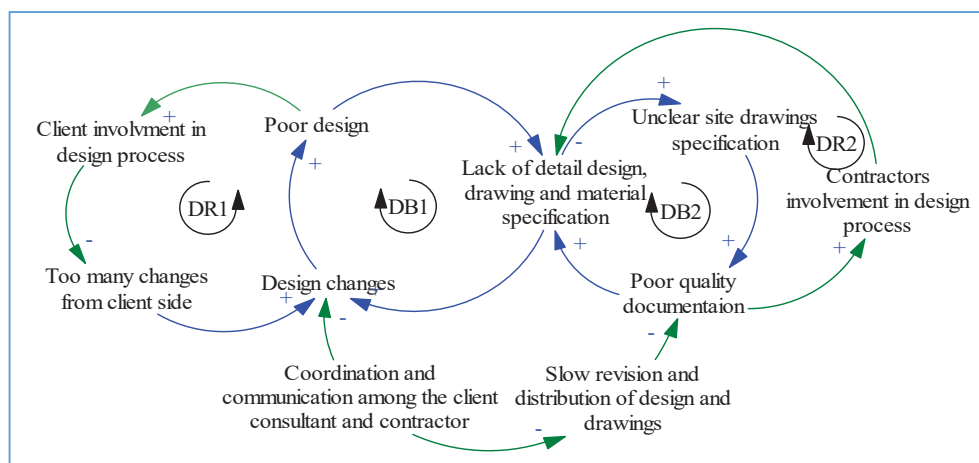 +
+
Client involvment in
design process
Poor design
Unclear site drawings
specification
DR2
+
-
+
Lack of detail design,
drawing and material
specification
Contractors
involvement in design
process
DR1
DB1
DB2
-
+
+
+
Too many changes
from client side
Design changes
+
-
Poor quality
documentaion
-
Coordination and
communication among the client
consultant and contractor
Slow revision and
distribution of design and
drawings
-